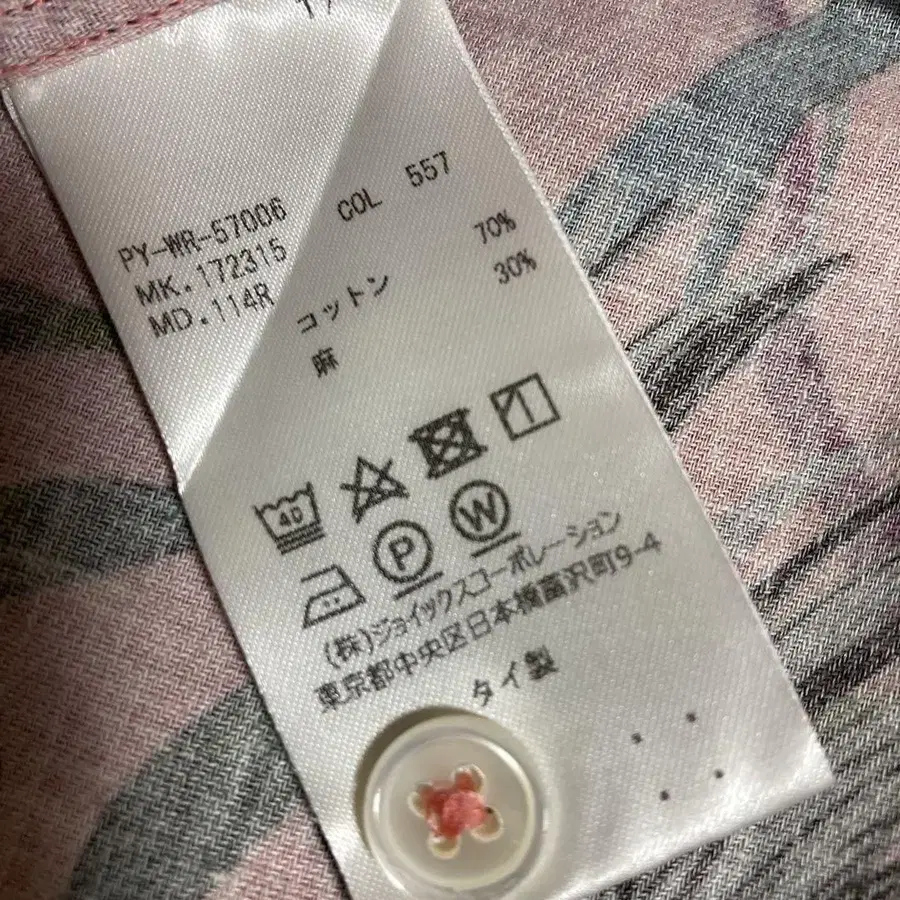 17
PY-WR-57006
MK.172315
MD.114R
COL 557
コットン 70%
麻 30%
40
P W
(株)ジョイックスコーポレーション
東京都中央区日本橋富沢町9-4
タイ製